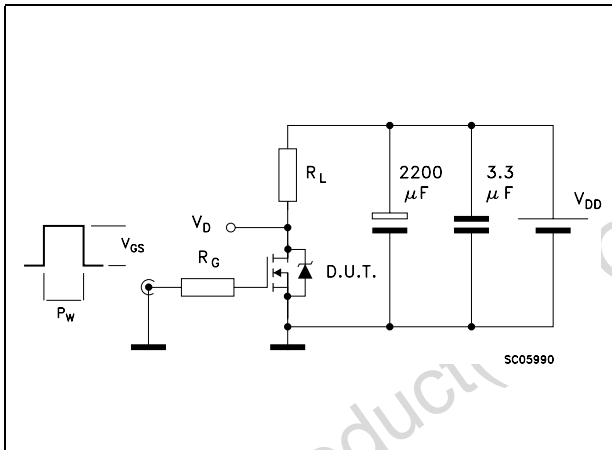 2200
μF
3.3
μF
R_L
V_DD
V_D
V_GS
R_G
D.U.T.
P_W
SC05990